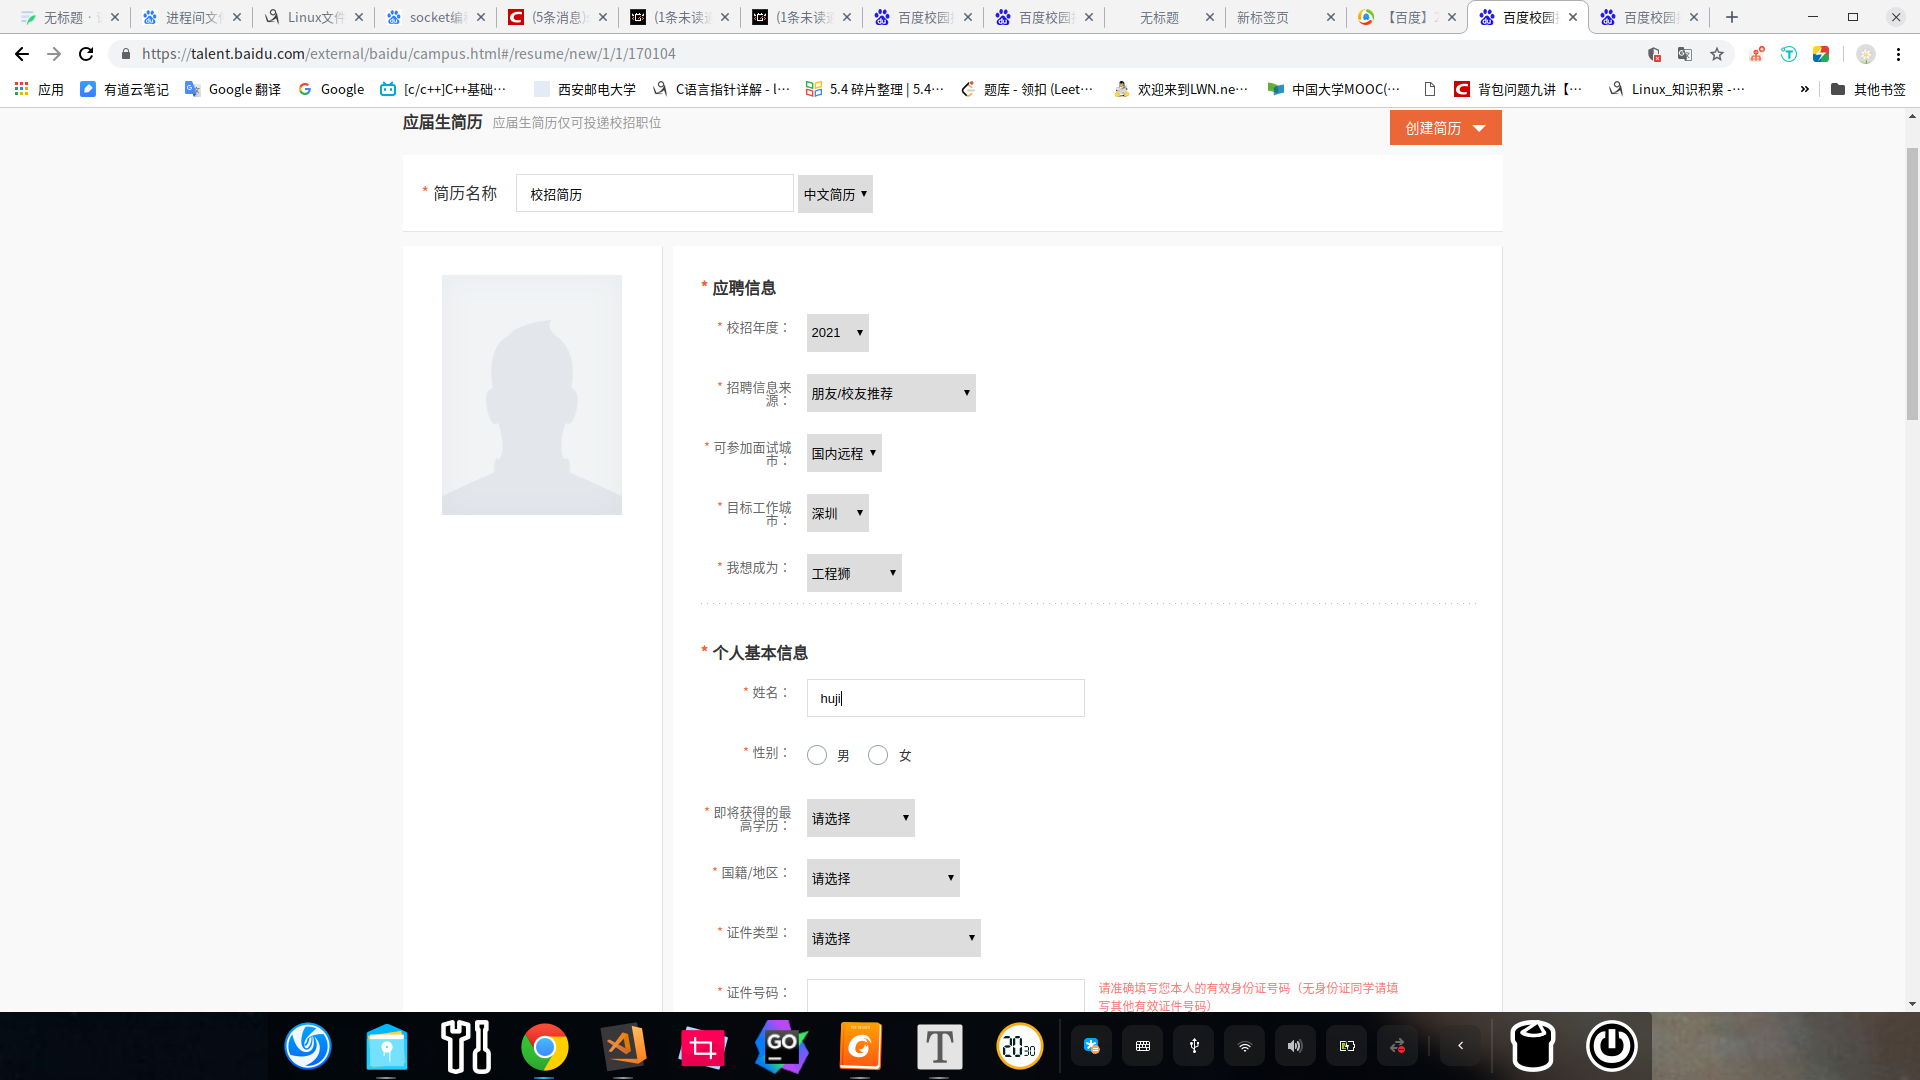 无标题 ·
进程间文
Linux文件
socket编
(5条消息)
(1条未读
(1条未读
百度校园
百度校园
无标题
新标签页
【百度】
百度校园
百度校园
https://talent.baidu.com/external/baidu/campus.html#/resume/new/1/1/170104
应用
有道云笔记
Google 翻译
Google
[c/c++]C++基础…
西安邮电大学
C语言指针详解 - l…
5.4 碎片整理 | 5.4…
题库 - 领扣 (Leet…
欢迎来到LWN.ne…
中国大学MOOC(…
背包问题九讲【…
Linux_知识积累 -…
»
其他书签
应届生简历 应届生简历仅可投递校招职位
创建简历
* 简历名称 校招简历 中文简历
* 应聘信息
* 校招年度： 2021
* 招聘信息来
源： 朋友/校友推荐
* 可参加面试城
市： 国内远程
* 目标工作城
市： 深圳
* 我想成为： 工程狮
* 个人基本信息
* 姓名： huji
* 性别： 男 女
* 即将获得的最
高学历： 请选择
* 国籍/地区： 请选择
* 证件类型： 请选择
* 证件号码：
请准确填写您本人的有效身份证号码（无身份证同学请填
写其他有效证件号码）
GO
T
20 30